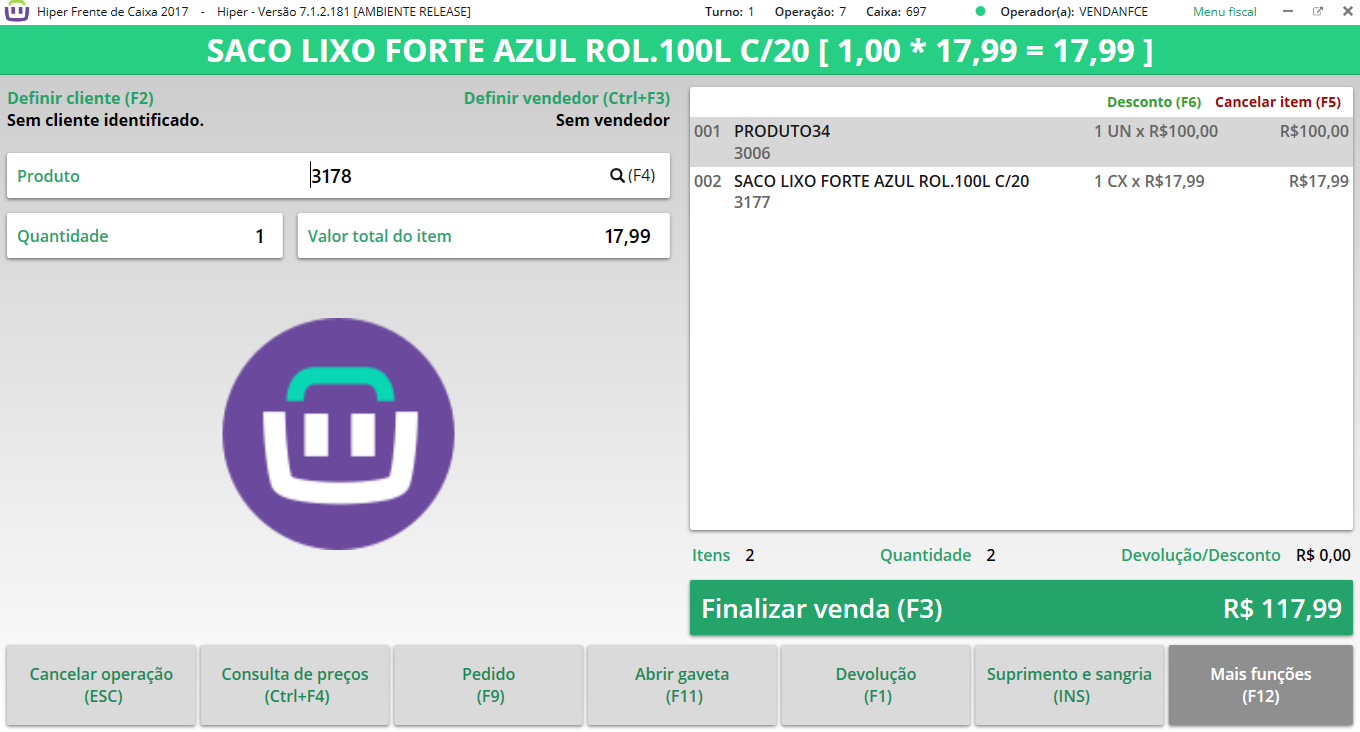 Hiper Frente de Caixa 2017 - Hiper - Versão 7.1.2.181 [AMBIENTE RELEASE] Turno: 1 Operação: 7 Caixa: 697 Operador(a): VENDANFCE Menu fiscal
SACO LIXO FORTE AZUL ROL.100L C/20 [ 1,00 * 17,99 = 17,99 ]
Definir cliente (F2) Definir vendedor (Ctrl+F3)
Sem cliente identificado. Sem vendedor
Produto 3178 (F4)
Quantidade 1 Valor total do item 17,99
Desconto (F6) Cancelar item (F5)
001 PRODUTO34 1 UN x R$100,00 R$100,00
3006
002 SACO LIXO FORTE AZUL ROL.100L C/20 1 CX x R$17,99 R$17,99
3177
Itens 2 Quantidade 2 Devolução/Desconto R$ 0,00
Finalizar venda (F3) R$ 117,99
Cancelar operação (ESC)
Consulta de preços (Ctrl+F4)
Pedido (F9)
Abrir gaveta (F11)
Devolução (F1)
Suprimento e sangria (INS)
Mais funções (F12)